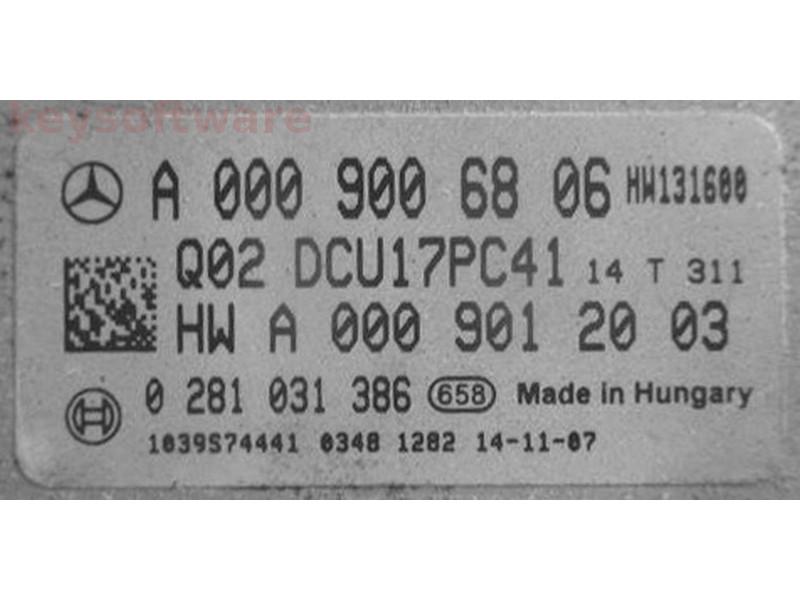 keysoftware
A 000 900 68 06 HW131600
Q02 DCU17PC41 14 T 311
HW A 000 901 20 03
0 281 031 386 658 Made in Hungary
1039S74441 0348 1282 14-11-07